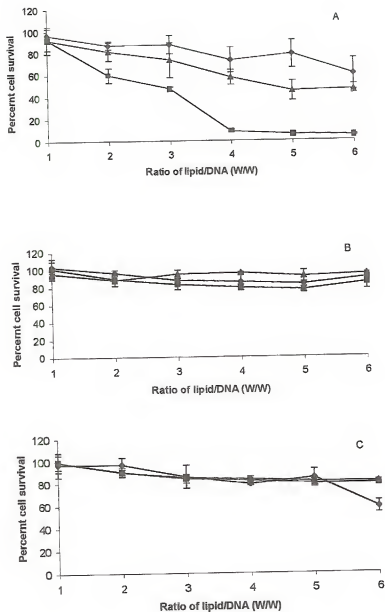 A
120
100
80
60
40
20
0
Percernt cell survival
1 2 3 4 5 6
Ratio of lipid/DNA (W/W)
B
120
100
80
60
40
20
0
Percernt cell survival
1 2 3 4 5 6
Ratio of lipid/DNA (W/W)
C
120
100
80
60
40
20
0
Percernt cell survival
1 2 3 4 5 6
Ratio of lipid/DNA (W/W)